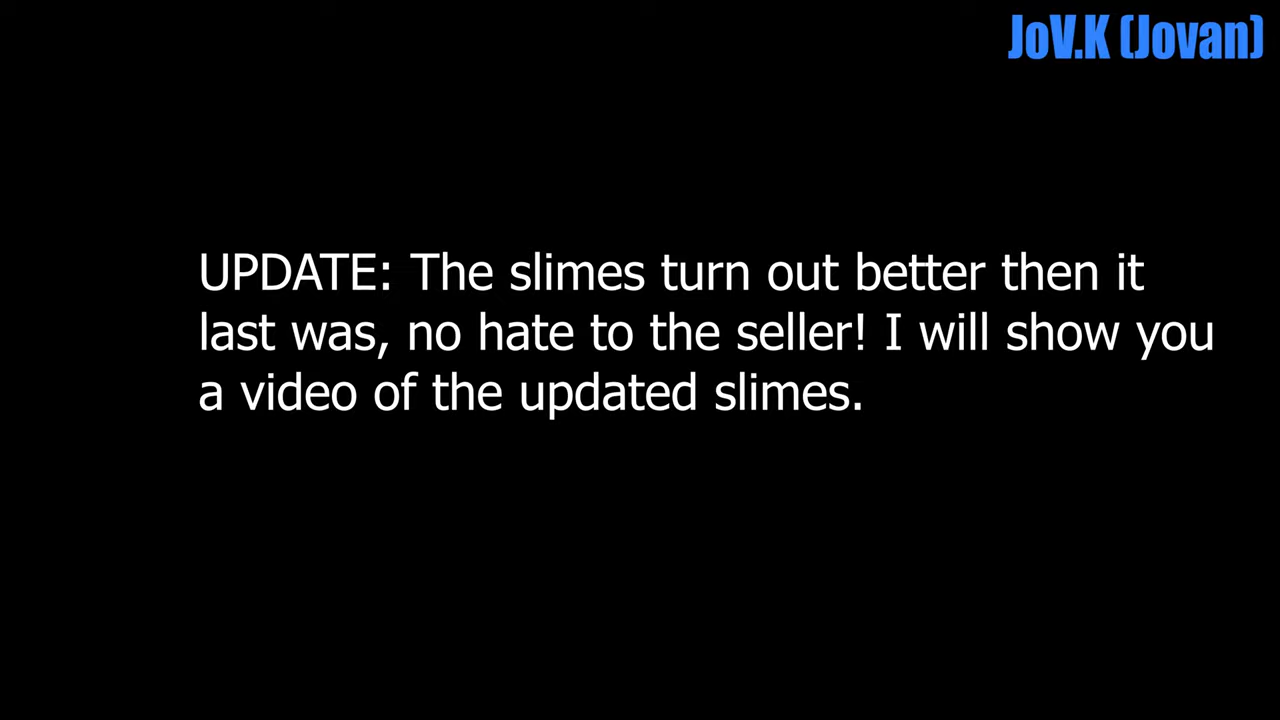 JoV.K (Jovan)
UPDATE: The slimes turn out better then it
last was, no hate to the seller! I will show you
a video of the updated slimes.